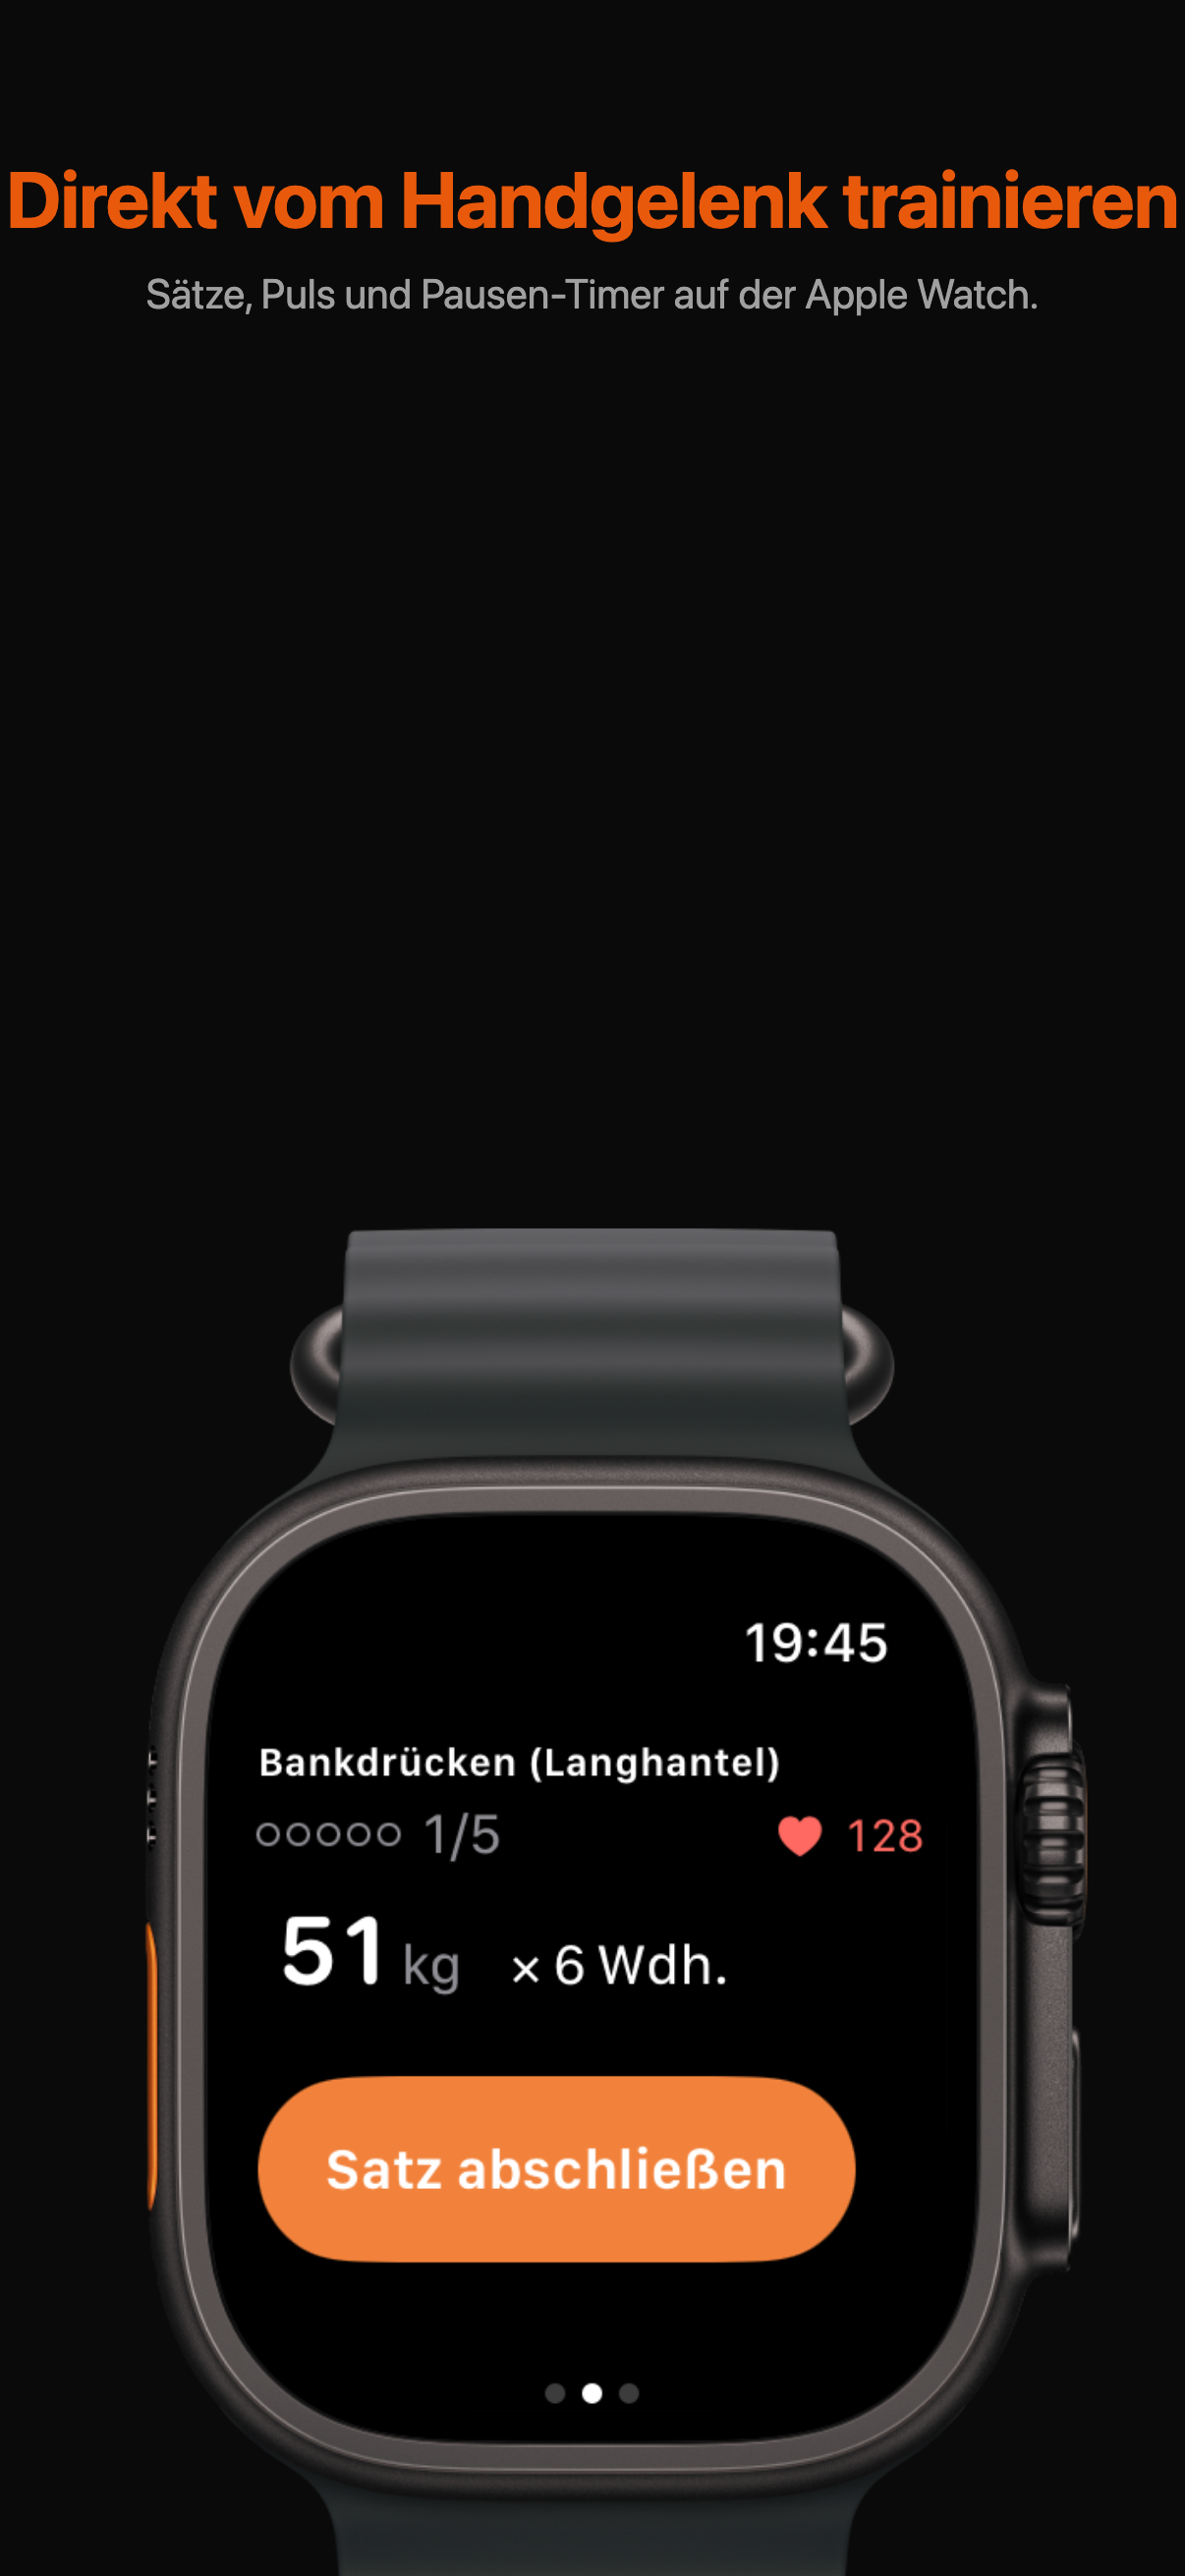 Direkt vom Handgelenk trainieren
Sätze, Puls und Pausen-Timer auf der Apple Watch.
19:45
Bankdrücken (Langhantel)
1/5 128
51 kg × 6 Wdh.
Satz abschließen